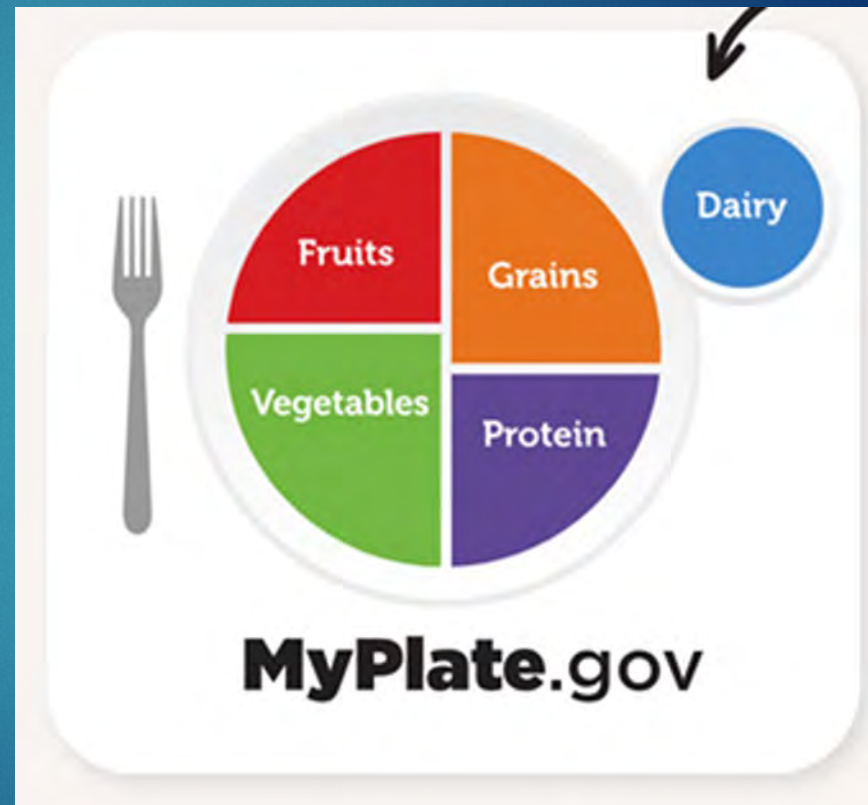 Dairy
Fruits
Grains
Vegetables
Protein
MyPlate.gov